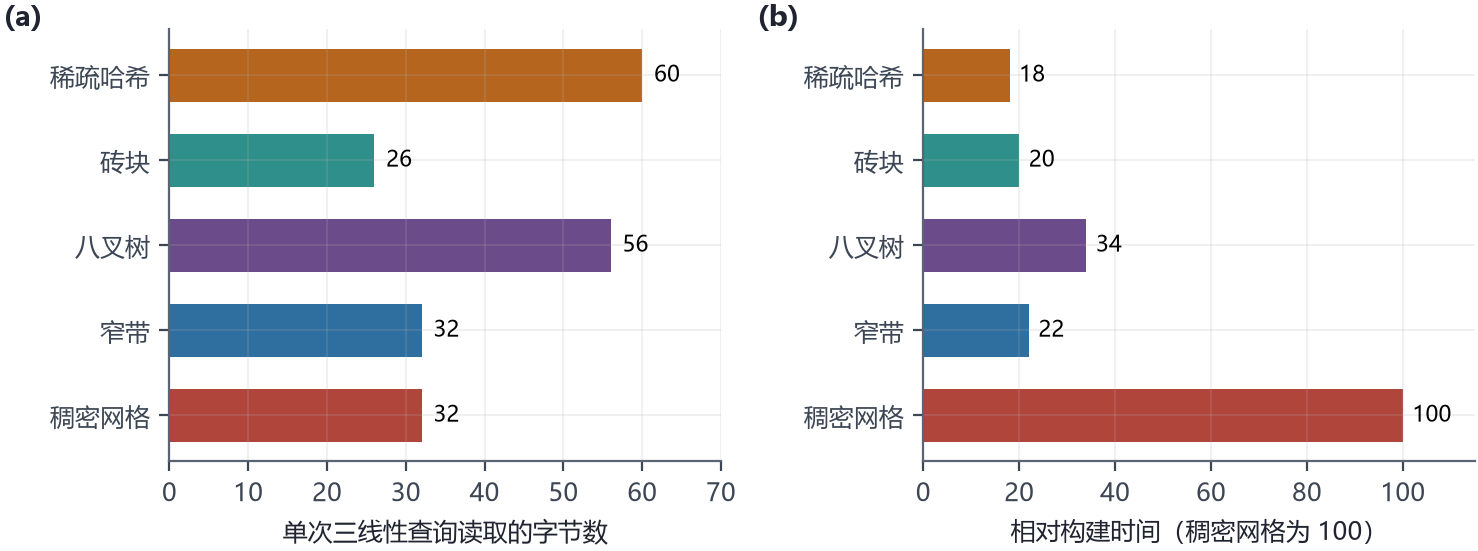 (a)
稀疏哈希
60
砖块
26
八叉树
56
窄带
32
稠密网格
32
0 10 20 30 40 50 60 70
单次三线性查询读取的字节数
(b)
稀疏哈希
18
砖块
20
八叉树
34
窄带
22
稠密网格
100
0 20 40 60 80 100
相对构建时间（稠密网格为 100）